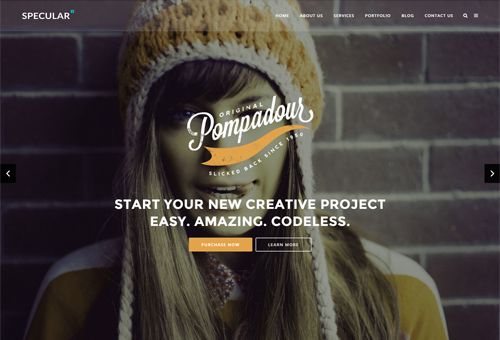 SPECULAR
HOME ABOUT US SERVICES PORTFOLIO BLOG CONTACT US
ORIGINAL
Pompadour
SLICKED BACK SINCE 1950
START YOUR NEW CREATIVE PROJECT
EASY. AMAZING. CODELESS.
PURCHASE NOW LEARN MORE